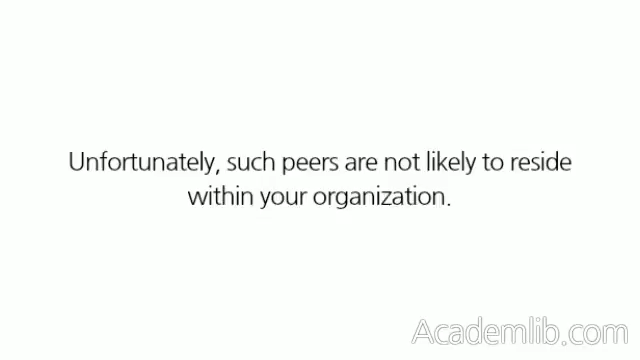 Unfortunately, such peers are not likely to reside
within your organization.
Academlib.com